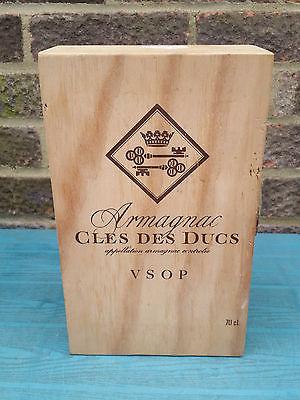 Armagnac
CLES DES DUCS
appellation armagnac contrôlée
VSOP
70 cl